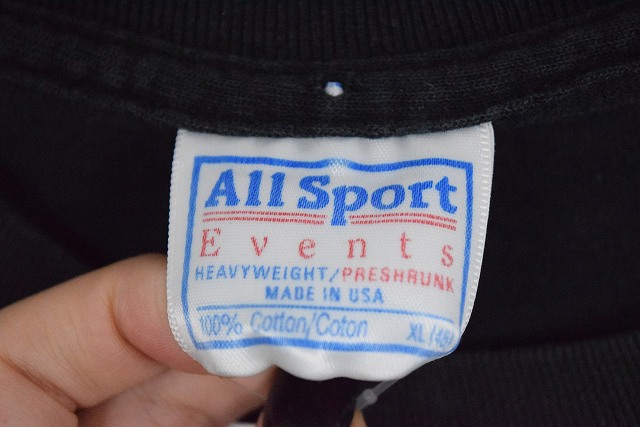 All Sport
Events
HEAVYWEIGHT/PRESHRUNK
MADE IN USA
100% Cotton/Coton XL